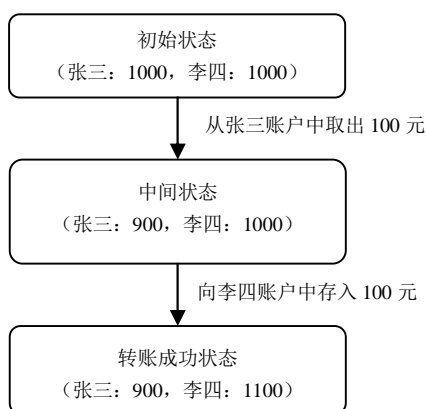 初始状态
（张三：1000，李四：1000）
从张三账户中取出 100 元
中间状态
（张三：900，李四：1000）
向李四账户中存入 100 元
转账成功状态
（张三：900，李四：1100）